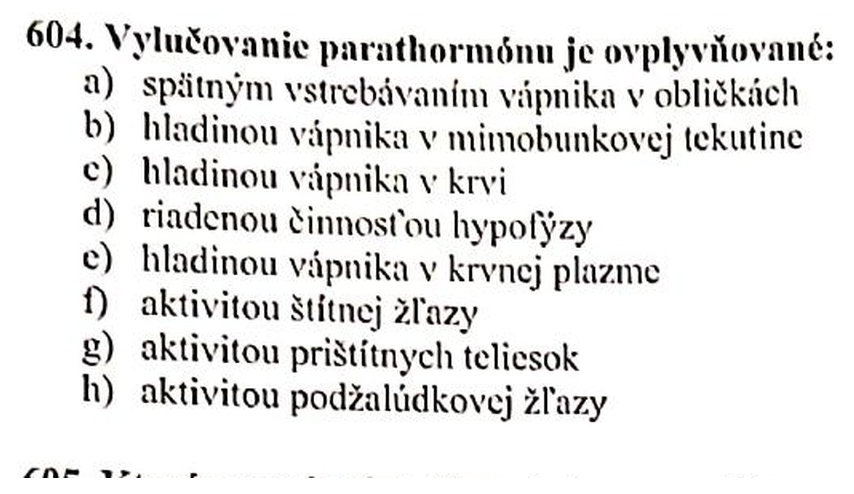 604. Vylučovanie parathormónu je ovplyvňované:
a) spätným vstrebávaním vápnika v obličkách
b) hladinou vápnika v mimobunkovej tekutine
c) hladinou vápnika v krvi
d) riadenou činnosťou hypofýzy
e) hladinou vápnika v krvnej plazme
f) aktivitou štítnej žľazy
g) aktivitou prištítnych teliesok
h) aktivitou podžalúdkovej žľazy